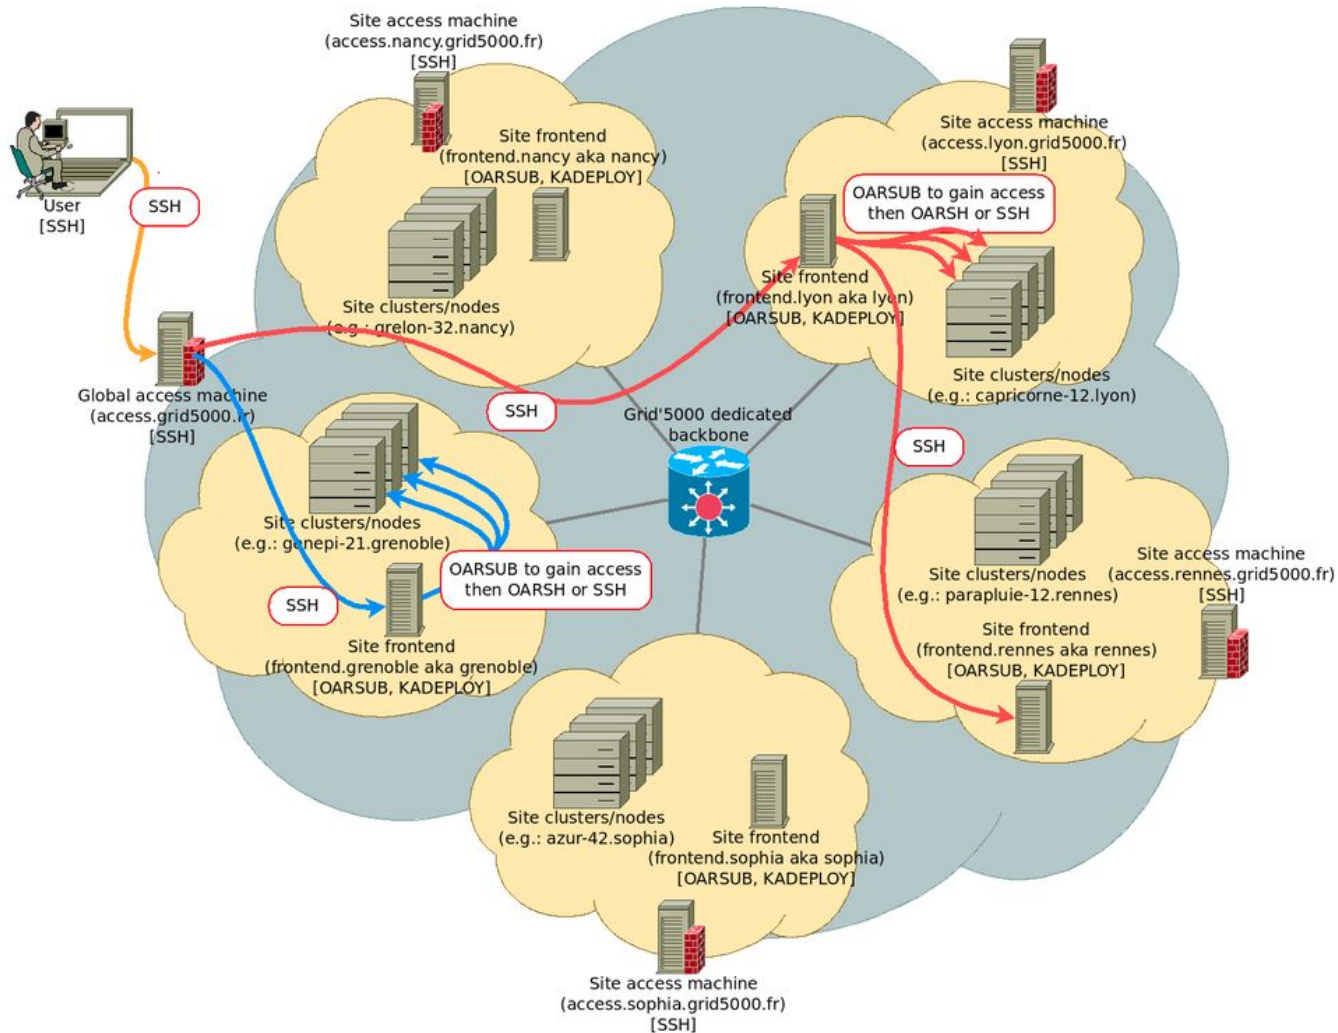 Site access machine
(access.nancy.grid5000.fr)
[SSH]
Site access machine
(access.lyon.grid5000.fr)
[SSH]
User
[SSH]
SSH
Site frontend
(frontend.nancy aka nancy)
[OARSUB, KADEPLOY]
Site clusters/nodes
(e.g.: grelon-32.nancy)
OARSUB to gain access
then OARSH or SSH
Site frontend
(frontend.lyon aka lyon)
[OARSUB, KADEPLOY]
Site clusters/nodes
(e.g.: capricorne-12.lyon)
Global access machine
(access.grid5000.fr)
[SSH]
SSH
Grid'5000 dedicated
backbone
SSH
Site clusters/nodes
(e.g.: genepi-21.grenoble)
OARSUB to gain access
then OARSH or SSH
SSH
Site frontend
(frontend.grenoble aka grenoble)
[OARSUB, KADEPLOY]
Site clusters/nodes
(e.g.: parapluie-12.rennes)
Site access machine
(access.rennes.grid5000.fr)
[SSH]
Site frontend
(frontend.rennes aka rennes)
[OARSUB, KADEPLOY]
Site clusters/nodes
(e.g.: azur-42.sophia)
Site frontend
(frontend.sophia aka sophia)
[OARSUB, KADEPLOY]
Site access machine
(access.sophia.grid5000.fr)
[SSH]